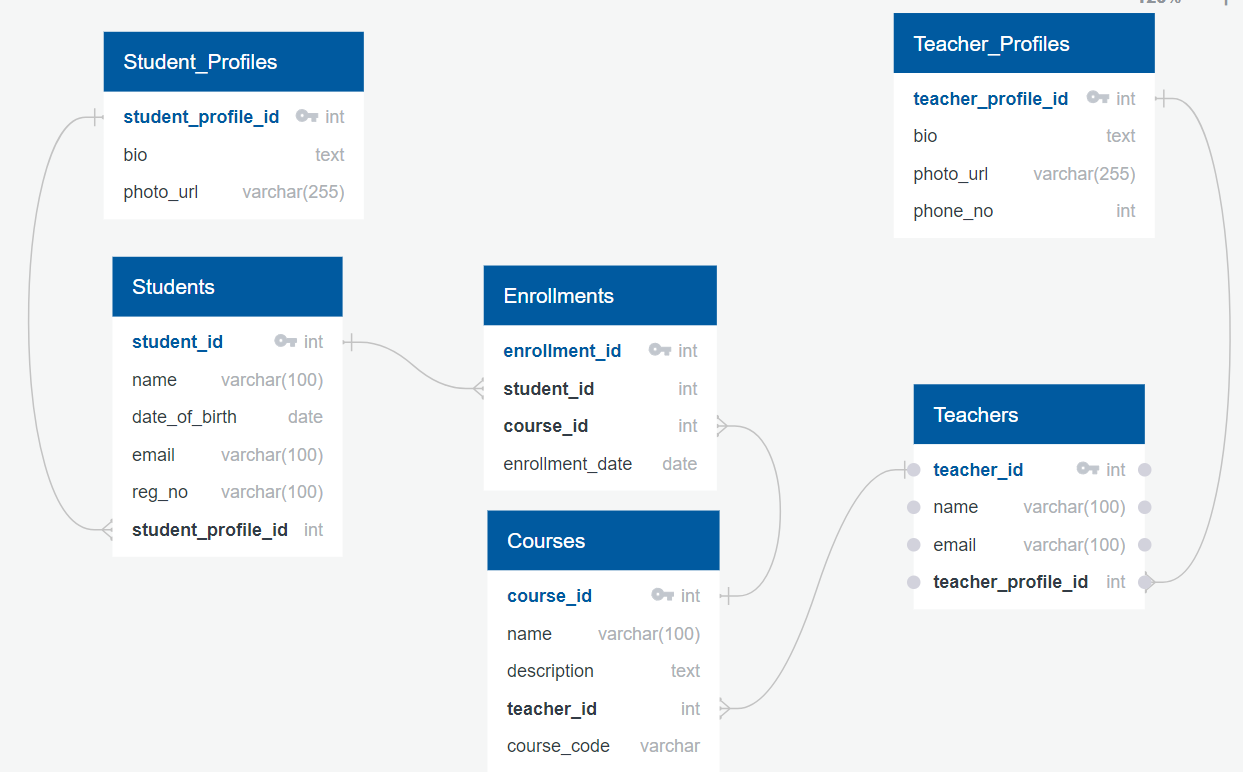 Student_Profiles
student_profile_id int
bio text
photo_url varchar(255)
Teacher_Profiles
teacher_profile_id int
bio text
photo_url varchar(255)
phone_no int
Students
student_id int
name varchar(100)
date_of_birth date
email varchar(100)
reg_no varchar(100)
student_profile_id int
Enrollments
enrollment_id int
student_id int
course_id int
enrollment_date date
Courses
course_id int
name varchar(100)
description text
teacher_id int
course_code varchar
Teachers
teacher_id int
name varchar(100)
email varchar(100)
teacher_profile_id int